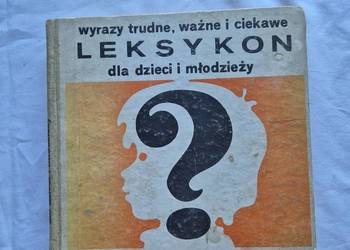 wyrazy trudne, ważne i ciekawe
LEKSYKON
dla dzieci i młodzieży
?